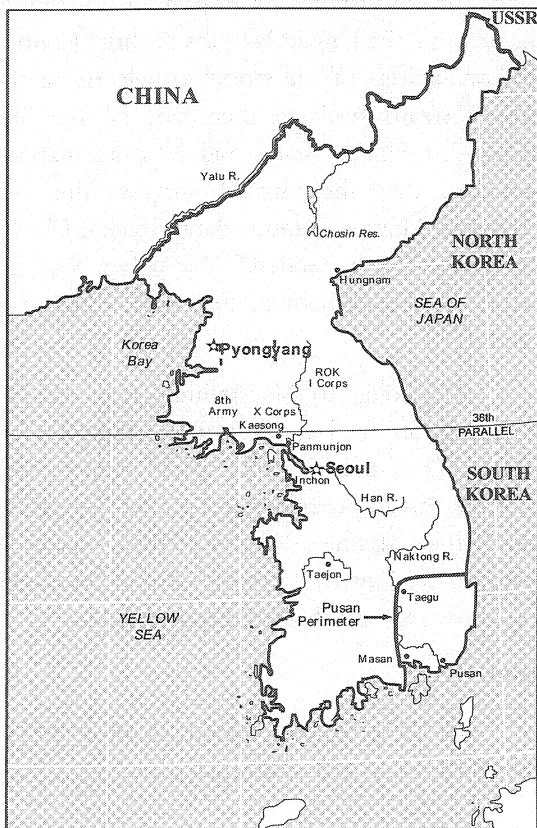 USSR
CHINA
Yalu R.
Chosin Res.
NORTH
KOREA
Hungnam
SEA OF
JAPAN
Korea
Bay
Pyongyang
ROK
I Corps
8th
Army
X Corps
Kaesong
38th
PARALLEL
Panmunjon
Seoul
Inchon
SOUTH
KOREA
Han R.
Naktong R.
Taejon
Taegu
Pusan
Perimeter
YELLOW
SEA
Masan
Pusan